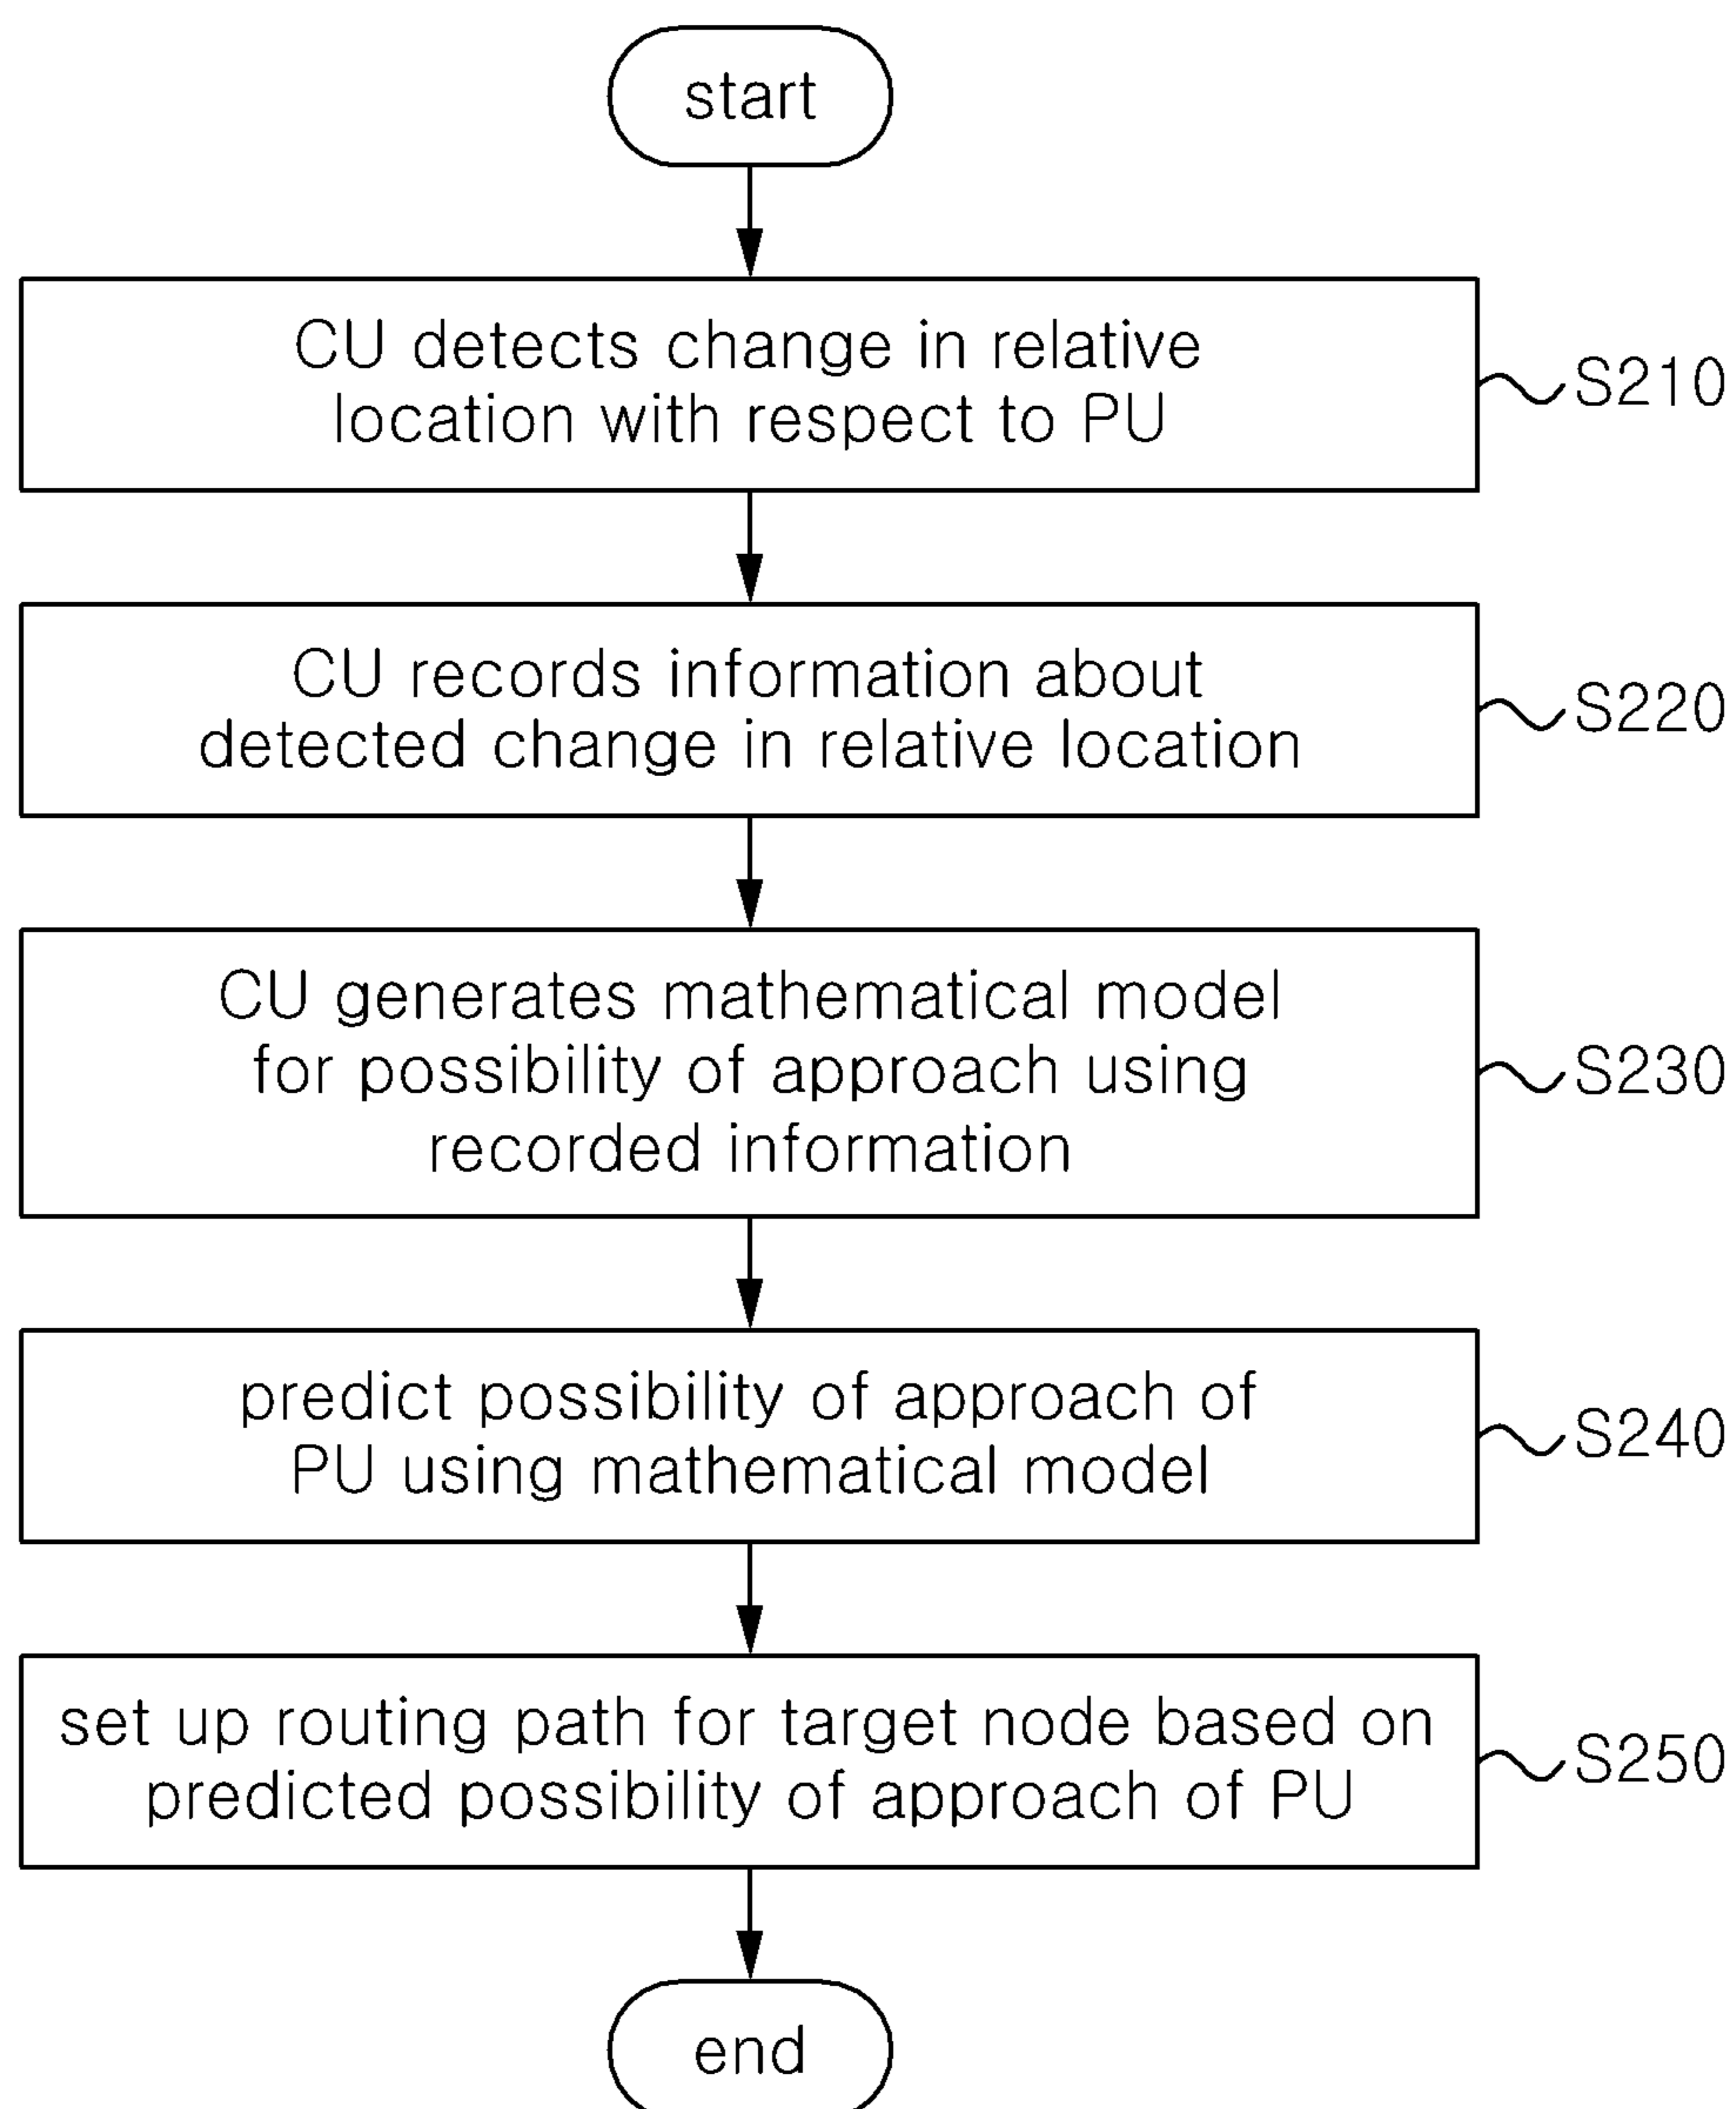 start
CU detects change in relative
location with respect to PU
S210
CU records information about
detected change in relative location
S220
CU generates mathematical model
for possibility of approach using
recorded information
S230
predict possibility of approach of
PU using mathematical model
S240
set up routing path for target node based on
predicted possibility of approach of PU
S250
end